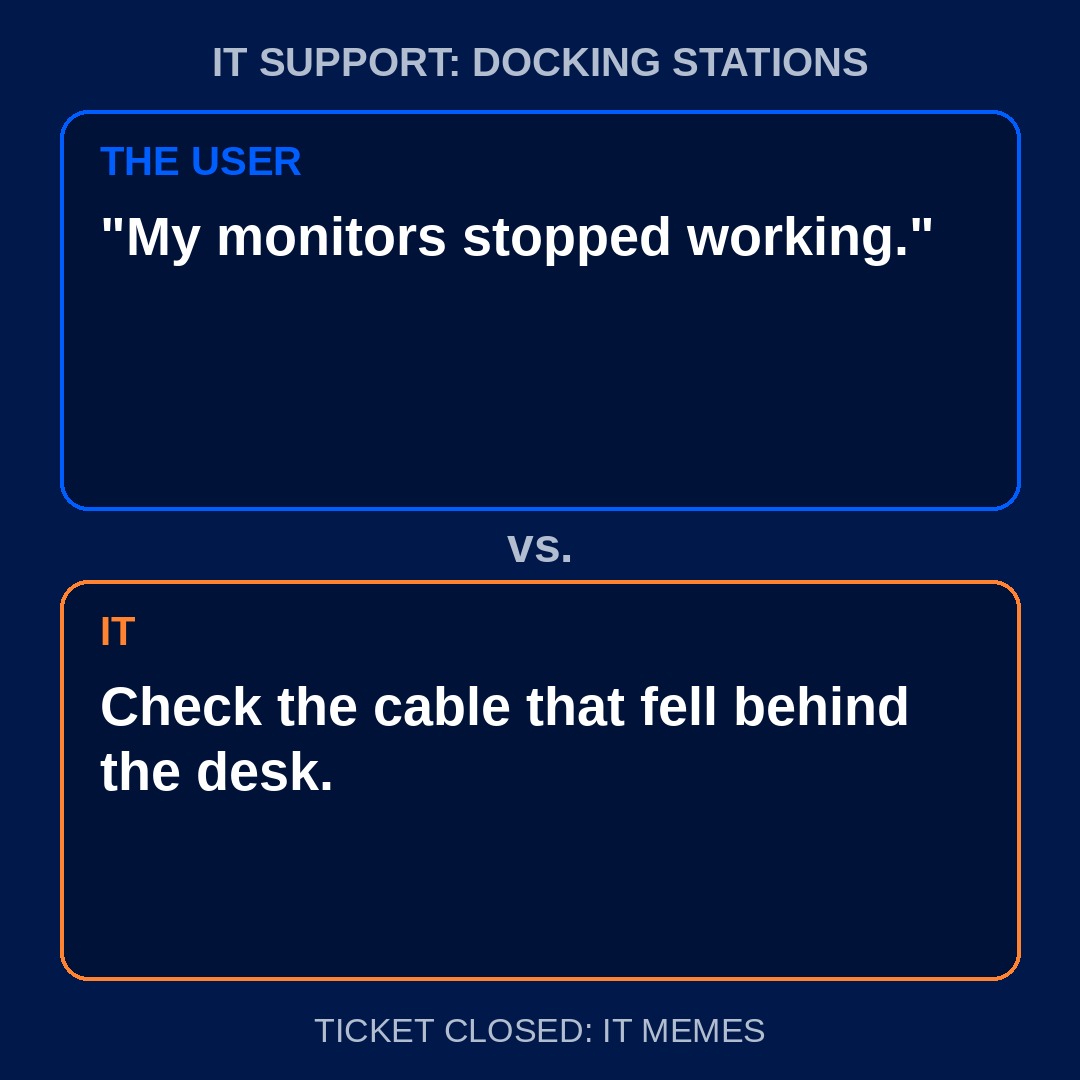 IT SUPPORT: DOCKING STATIONS
THE USER
"My monitors stopped working."
vs.
IT
Check the cable that fell behind
the desk.
TICKET CLOSED: IT MEMES